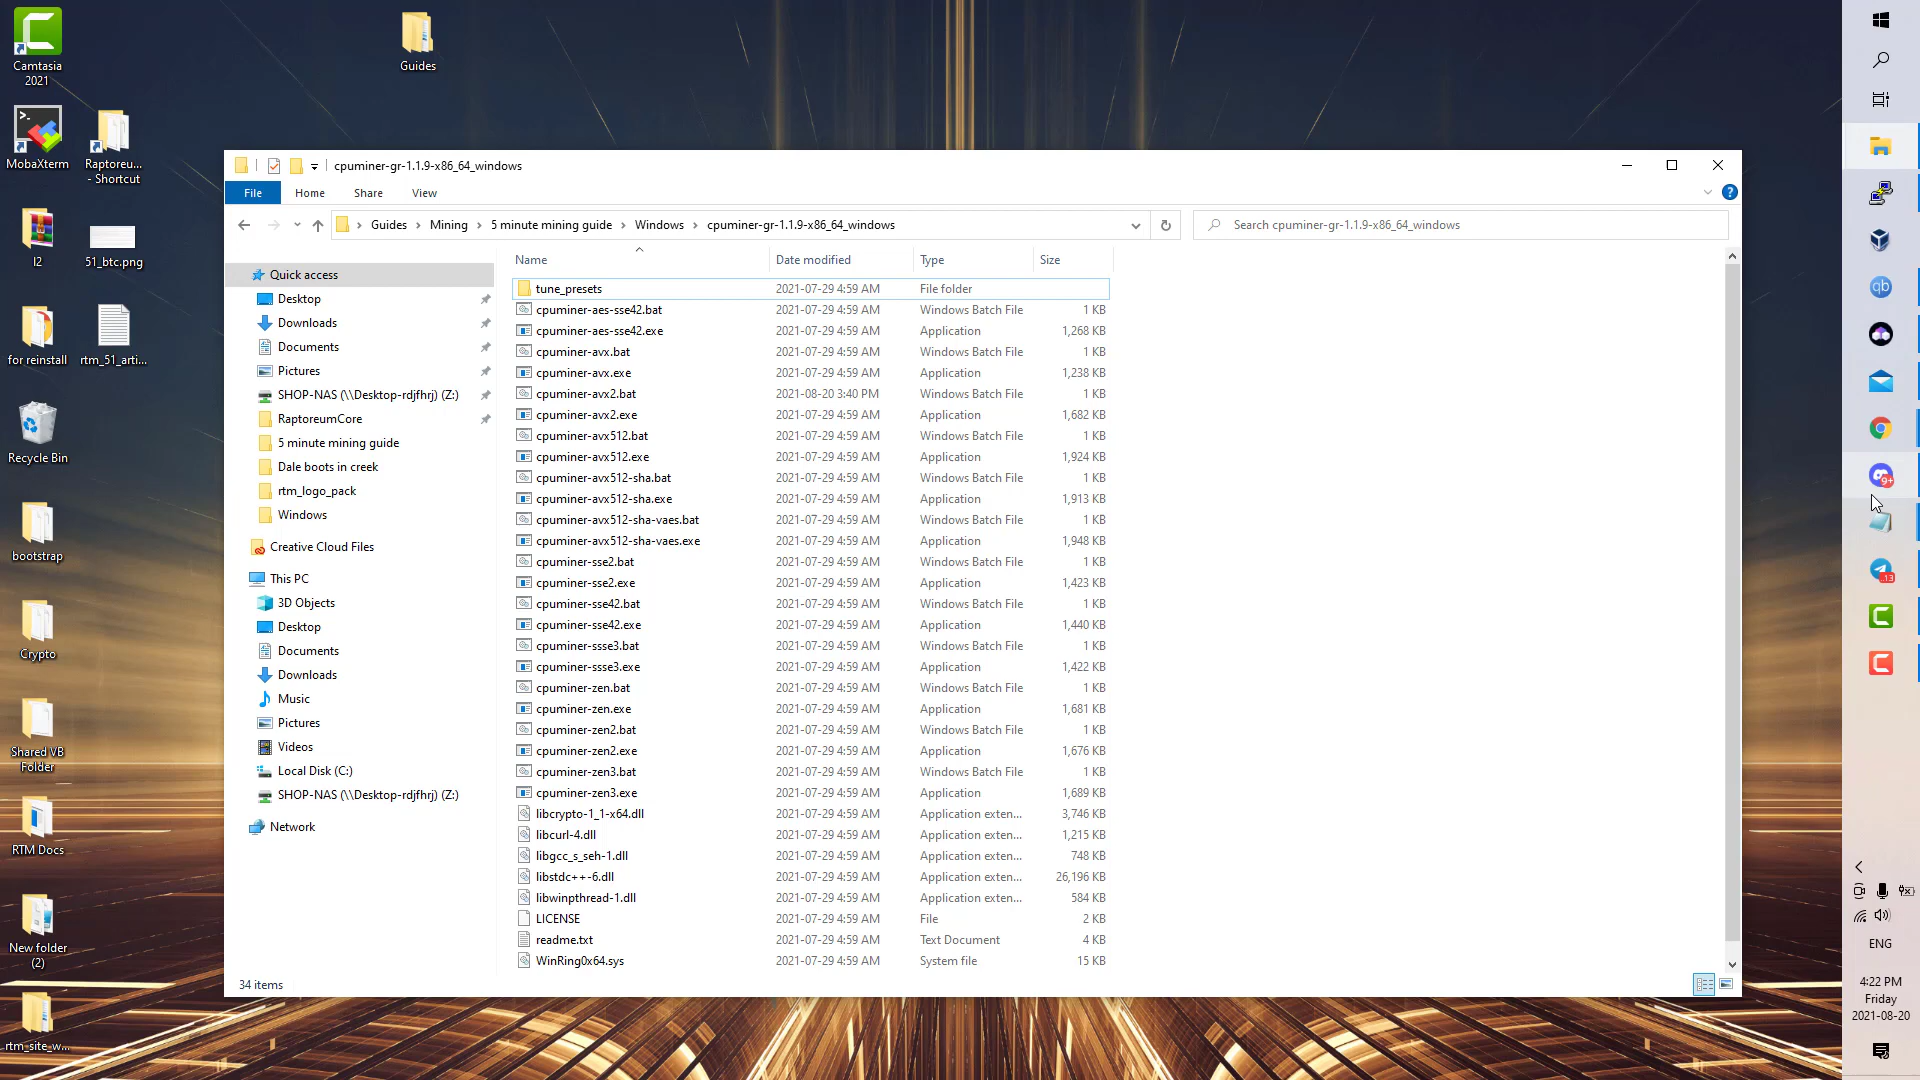 Camtasia
2021
MobaXterm
Raptoreu...
- Shortcut
I2
51_btc.png
for reinstall
rtm_51_arti...
Recycle Bin
bootstrap
Crypto
Shared VB
Folder
RTM Docs
New folder
(2)
rtm_site_w...
Guides
cpuminer-gr-1.1.9-x86_64_windows
File
Home
Share
View
Guides
Mining
5 minute mining guide
Windows
cpuminer-gr-1.1.9-x86_64_windows
Search cpuminer-gr-1.1.9-x86_64_windows
Quick access
Desktop
Downloads
Documents
Pictures
SHOP-NAS (\\Desktop-rdjfhrj) (Z:)
RaptoreumCore
5 minute mining guide
Dale boots in creek
rtm_logo_pack
Windows
Creative Cloud Files
This PC
3D Objects
Desktop
Documents
Downloads
Music
Pictures
Videos
Local Disk (C:)
SHOP-NAS (\\Desktop-rdjfhrj) (Z:)
Network
Name Date modified Type Size
tune_presets 2021-07-29 4:59 AM File folder
cpuminer-aes-sse42.bat 2021-07-29 4:59 AM Windows Batch File 1 KB
cpuminer-aes-sse42.exe 2021-07-29 4:59 AM Application 1,268 KB
cpuminer-avx.bat 2021-07-29 4:59 AM Windows Batch File 1 KB
cpuminer-avx.exe 2021-07-29 4:59 AM Application 1,238 KB
cpuminer-avx2.bat 2021-08-20 3:40 PM Windows Batch File 1 KB
cpuminer-avx2.exe 2021-07-29 4:59 AM Application 1,682 KB
cpuminer-avx512.bat 2021-07-29 4:59 AM Windows Batch File 1 KB
cpuminer-avx512.exe 2021-07-29 4:59 AM Application 1,924 KB
cpuminer-avx512-sha.bat 2021-07-29 4:59 AM Windows Batch File 1 KB
cpuminer-avx512-sha.exe 2021-07-29 4:59 AM Application 1,913 KB
cpuminer-avx512-sha-vaes.bat 2021-07-29 4:59 AM Windows Batch File 1 KB
cpuminer-avx512-sha-vaes.exe 2021-07-29 4:59 AM Application 1,948 KB
cpuminer-sse2.bat 2021-07-29 4:59 AM Windows Batch File 1 KB
cpuminer-sse2.exe 2021-07-29 4:59 AM Application 1,423 KB
cpuminer-sse42.bat 2021-07-29 4:59 AM Windows Batch File 1 KB
cpuminer-sse42.exe 2021-07-29 4:59 AM Application 1,440 KB
cpuminer-ssse3.bat 2021-07-29 4:59 AM Windows Batch File 1 KB
cpuminer-ssse3.exe 2021-07-29 4:59 AM Application 1,422 KB
cpuminer-zen.bat 2021-07-29 4:59 AM Windows Batch File 1 KB
cpuminer-zen.exe 2021-07-29 4:59 AM Application 1,681 KB
cpuminer-zen2.bat 2021-07-29 4:59 AM Windows Batch File 1 KB
cpuminer-zen2.exe 2021-07-29 4:59 AM Application 1,676 KB
cpuminer-zen3.bat 2021-07-29 4:59 AM Windows Batch File 1 KB
cpuminer-zen3.exe 2021-07-29 4:59 AM Application 1,689 KB
libcrypto-1_1-x64.dll 2021-07-29 4:59 AM Application exten... 3,746 KB
libcurl-4.dll 2021-07-29 4:59 AM Application exten... 1,215 KB
libgcc_s_seh-1.dll 2021-07-29 4:59 AM Application exten... 748 KB
libstdc++-6.dll 2021-07-29 4:59 AM Application exten... 26,196 KB
libwinpthread-1.dll 2021-07-29 4:59 AM Application exten... 584 KB
LICENSE 2021-07-29 4:59 AM File 2 KB
readme.txt 2021-07-29 4:59 AM Text Document 4 KB
WinRing0x64.sys 2021-07-29 4:59 AM System file 15 KB
34 items
qb
9+
13
ENG
4:22 PM
Friday
2021-08-20